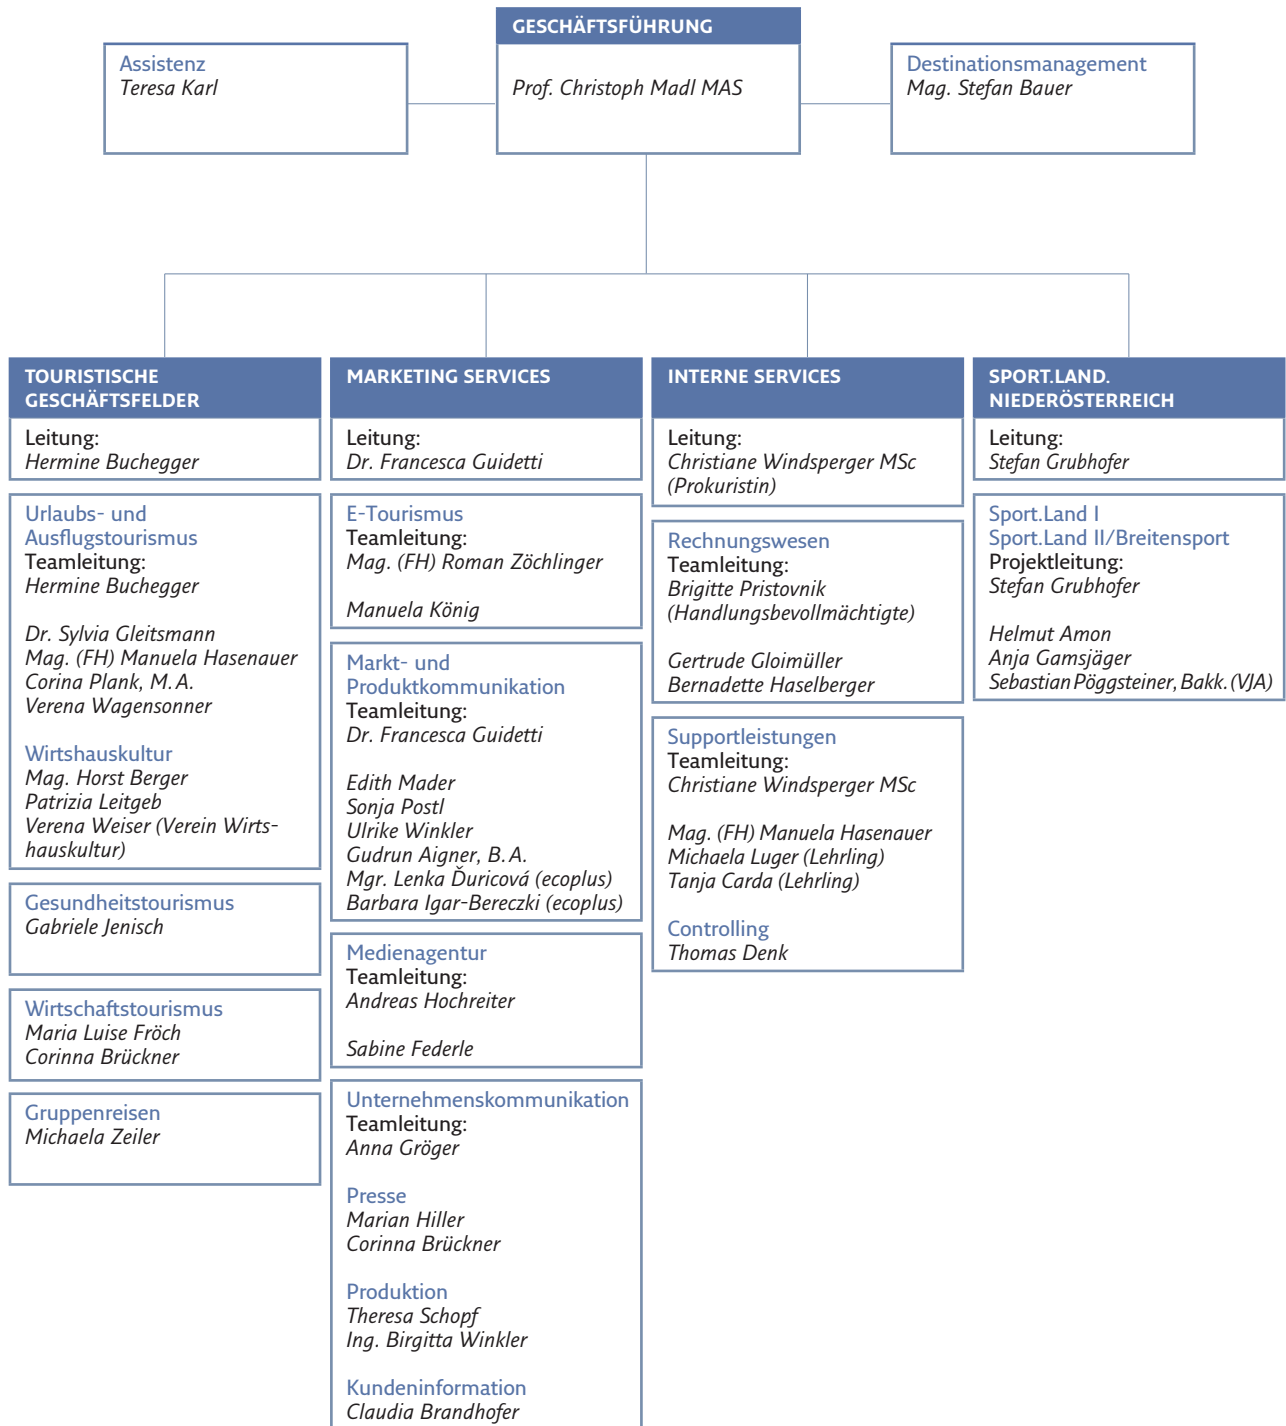 GESCHÄFTSFÜHRUNG
Prof. Christoph Madl MAS
Assistenz
Teresa Karl
Destinationsmanagement
Mag. Stefan Bauer
TOURISTISCHE
GESCHÄFTSFELDER
Leitung:
Hermine Buchegger
Urlaubs- und
Ausflugstourismus
Teamleitung:
Hermine Buchegger
Dr. Sylvia Gleitsmann
Mag. (FH) Manuela Hasenauer
Corina Plank, M.A.
Verena Wagensonner
Wirtshauskultur
Mag. Horst Berger
Patrizia Leitgeb
Verena Weiser (Verein Wirts-
hauskultur)
Gesundheitstourismus
Gabriele Jenisch
Wirtschaftstourismus
Maria Luise Fröch
Corinna Brückner
Gruppenreisen
Michaela Zeiler
MARKETING SERVICES
Leitung:
Dr. Francesca Guidetti
E-Tourismus
Teamleitung:
Mag. (FH) Roman Zöchlinger
Manuela König
Markt- und
Produktkommunikation
Teamleitung:
Dr. Francesca Guidetti
Edith Mader
Sonja Postl
Ulrike Winkler
Gudrun Aigner, B.A.
Mgr. Lenka Ďuricová (ecoplus)
Barbara Igar-Bereczki (ecoplus)
Medienagentur
Teamleitung:
Andreas Hochreiter
Sabine Federle
Unternehmenskommunikation
Teamleitung:
Anna Gröger
Presse
Marian Hiller
Corinna Brückner
Produktion
Theresa Schopf
Ing. Birgitta Winkler
Kundeninformation
Claudia Brandhofer
INTERNE SERVICES
Leitung:
Christiane Windsperger MSc
(Prokuristin)
Rechnungswesen
Teamleitung:
Brigitte Pristovnik
(Handlungsbevollmächtigte)
Gertrude Gloimüller
Bernadette Haselberger
Supportleistungen
Teamleitung:
Christiane Windsperger MSc
Mag. (FH) Manuela Hasenauer
Michaela Luger (Lehrling)
Tanja Carda (Lehrling)
Controlling
Thomas Denk
SPORT.LAND.
NIEDERÖSTERREICH
Leitung:
Stefan Grubhofer
Sport.Land I
Sport.Land II/Breitensport
Projektleitung:
Stefan Grubhofer
Helmut Amon
Anja Gamsjäger
Sebastian Pöggsteiner, Bakk. (VJA)